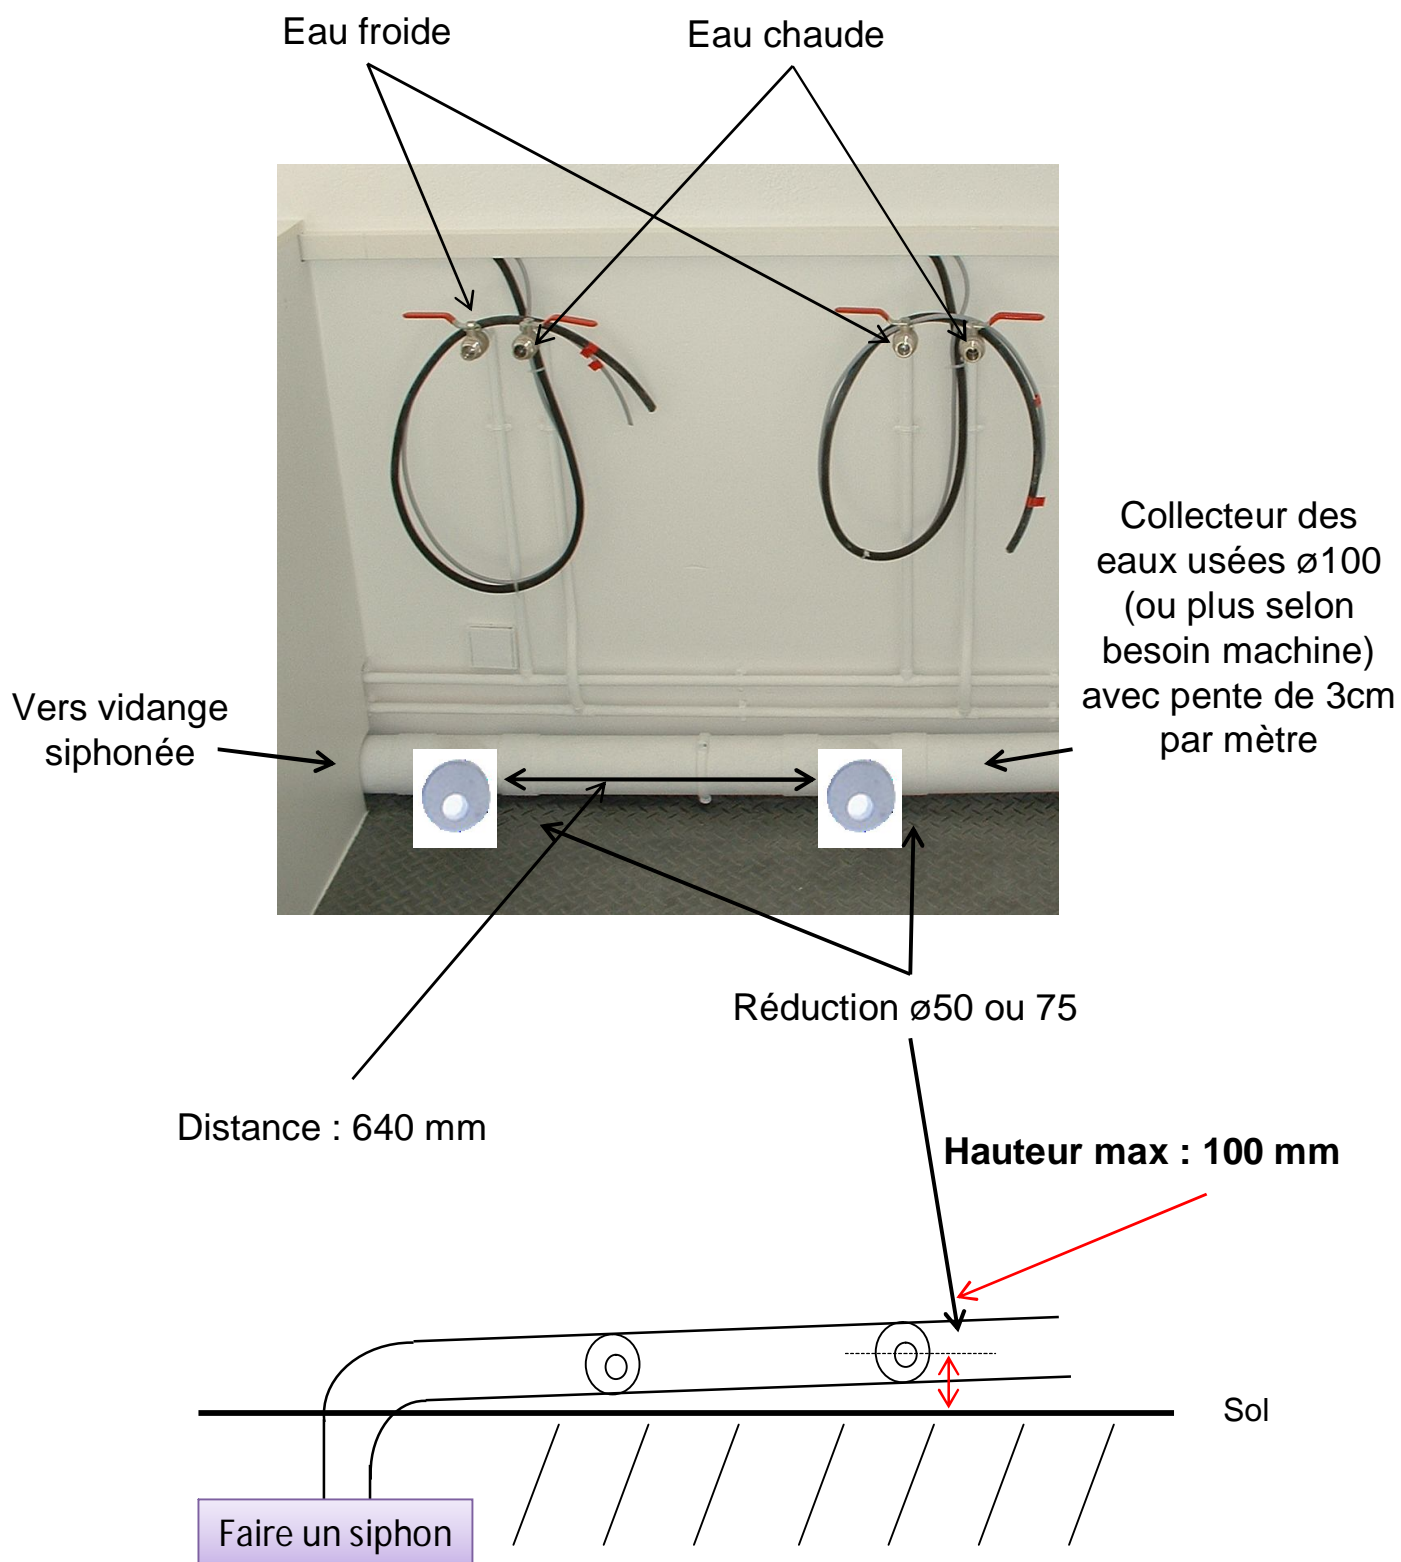 Eau froide
Eau chaude
Collecteur des
eaux usées ø100
(ou plus selon
besoin machine)
avec pente de 3cm
par mètre
Vers vidange
siphonée
Réduction ø50 ou 75
Distance : 640 mm
Hauteur max : 100 mm
Sol
Faire un siphon